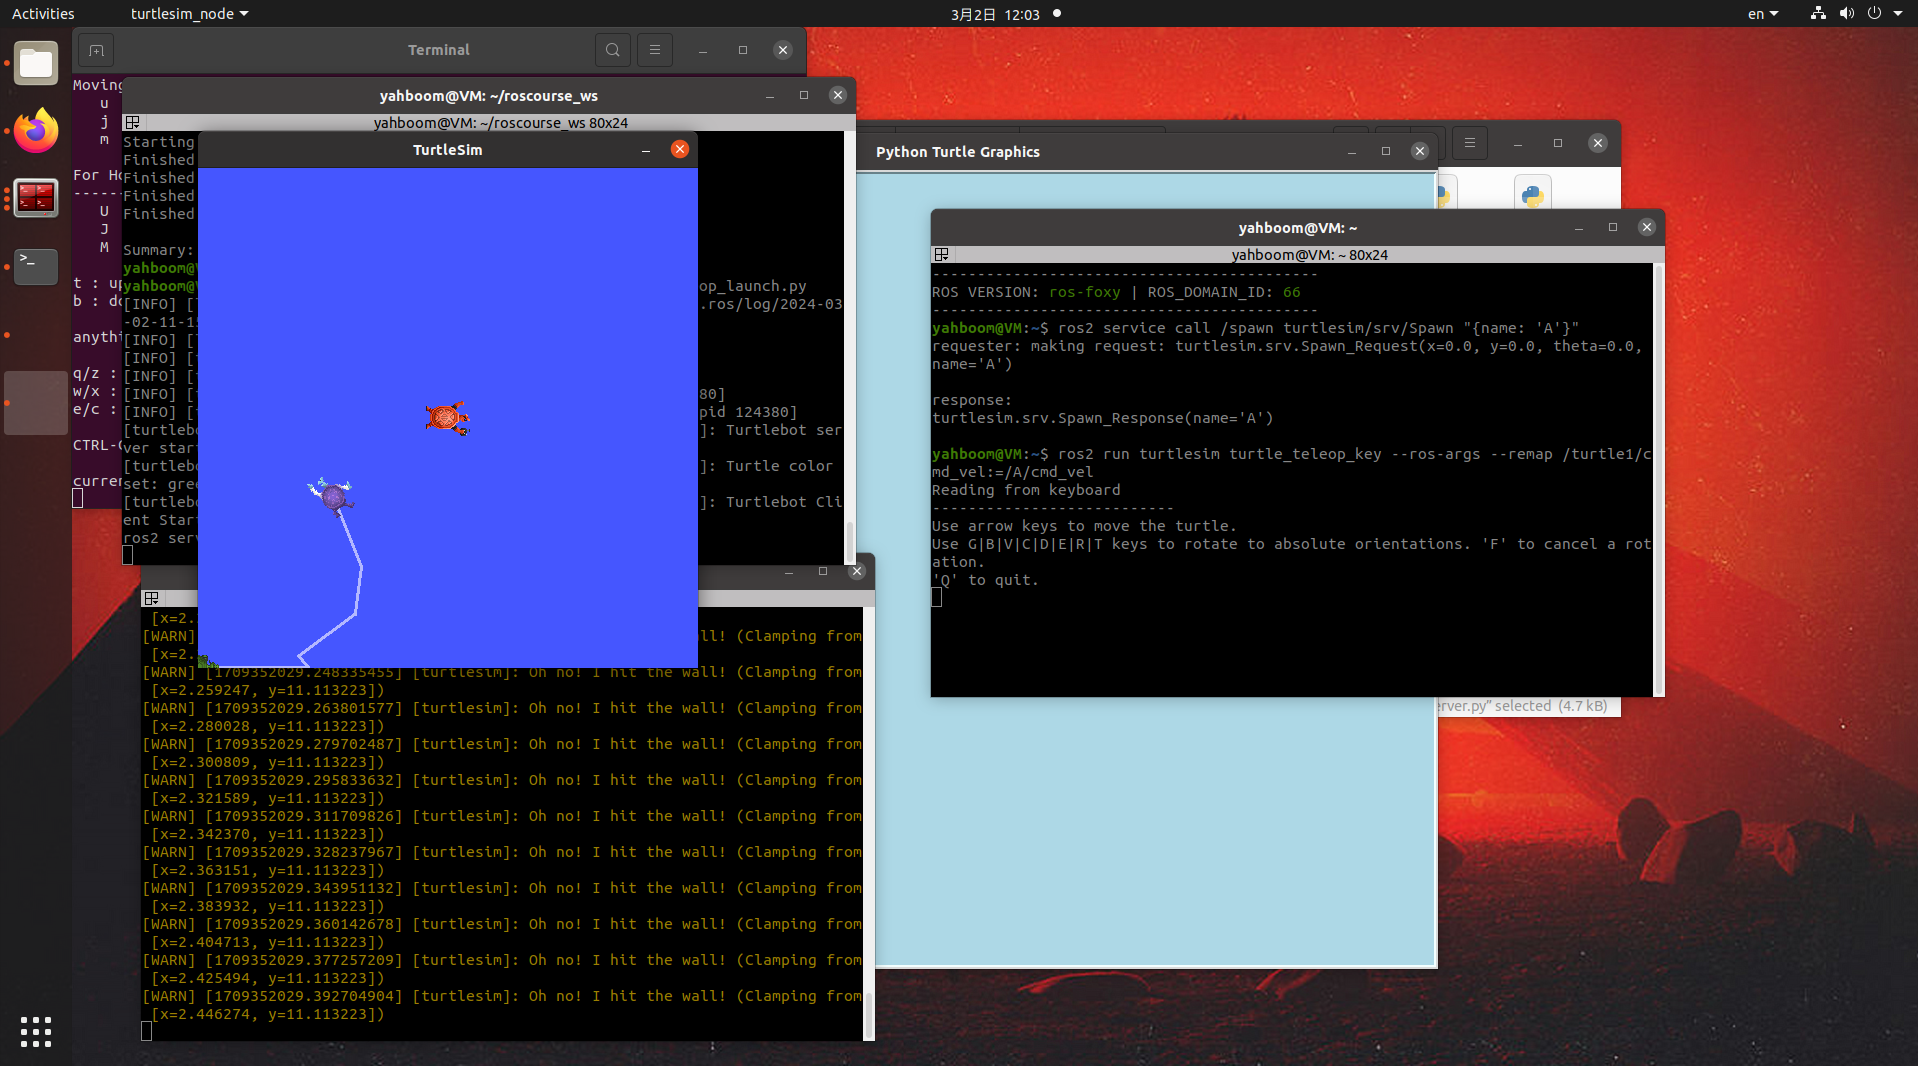 Activities
turtlesim_node
3月2日 12:03
en
Terminal
Moving
u
j
m
For Ho
U
J
M
t : up
b : do
anythi
q/z :
w/x :
e/c :
CTRL-C
curren
yahboom@VM: ~/roscourse_ws
yahboom@VM: ~/roscourse_ws 80x24
Starting
Finished
Finished
Finished
Finished
Summary:
yahboom@
yahboom@ op_launch.py
[INFO] [ .ros/log/2024-03
-02-11-15
[INFO] [
[INFO] [
[INFO] [
[INFO] [ 80]
[INFO] [ pid 124380]
[turtlebo ]: Turtlebot ser
ver star
[turtlebo ]: Turtle color
set: gree
[turtlebo ]: Turtlebot Cli
ent Star
ros2 serv
TurtleSim
[x=2.
[WARN] ll! (Clamping from
[x=2.
[WARN] [1709352029.248335455] [turtlesim]: Oh no! I hit the wall! (Clamping from
[x=2.259247, y=11.113223])
[WARN] [1709352029.263801577] [turtlesim]: Oh no! I hit the wall! (Clamping from
[x=2.280028, y=11.113223])
[WARN] [1709352029.279702487] [turtlesim]: Oh no! I hit the wall! (Clamping from
[x=2.300809, y=11.113223])
[WARN] [1709352029.295833632] [turtlesim]: Oh no! I hit the wall! (Clamping from
[x=2.321589, y=11.113223])
[WARN] [1709352029.311709826] [turtlesim]: Oh no! I hit the wall! (Clamping from
[x=2.342370, y=11.113223])
[WARN] [1709352029.328237967] [turtlesim]: Oh no! I hit the wall! (Clamping from
[x=2.363151, y=11.113223])
[WARN] [1709352029.343951132] [turtlesim]: Oh no! I hit the wall! (Clamping from
[x=2.383932, y=11.113223])
[WARN] [1709352029.360142678] [turtlesim]: Oh no! I hit the wall! (Clamping from
[x=2.404713, y=11.113223])
[WARN] [1709352029.377257209] [turtlesim]: Oh no! I hit the wall! (Clamping from
[x=2.425494, y=11.113223])
[WARN] [1709352029.392704904] [turtlesim]: Oh no! I hit the wall! (Clamping from
[x=2.446274, y=11.113223])
Python Turtle Graphics
yahboom@VM: ~
yahboom@VM: ~ 80x24
-------------------------------------------
ROS VERSION: ros-foxy | ROS_DOMAIN_ID: 66
-------------------------------------------
yahboom@VM:~$ ros2 service call /spawn turtlesim/srv/Spawn "{name: 'A'}"
requester: making request: turtlesim.srv.Spawn_Request(x=0.0, y=0.0, theta=0.0,
name='A')
response:
turtlesim.srv.Spawn_Response(name='A')
yahboom@VM:~$ ros2 run turtlesim turtle_teleop_key --ros-args --remap /turtle1/c
md_vel:=/A/cmd_vel
Reading from keyboard
---------------------------
Use arrow keys to move the turtle.
Use G|B|V|C|D|E|R|T keys to rotate to absolute orientations. 'F' to cancel a rot
ation.
'Q' to quit.
erver.py” selected (4.7 kB)